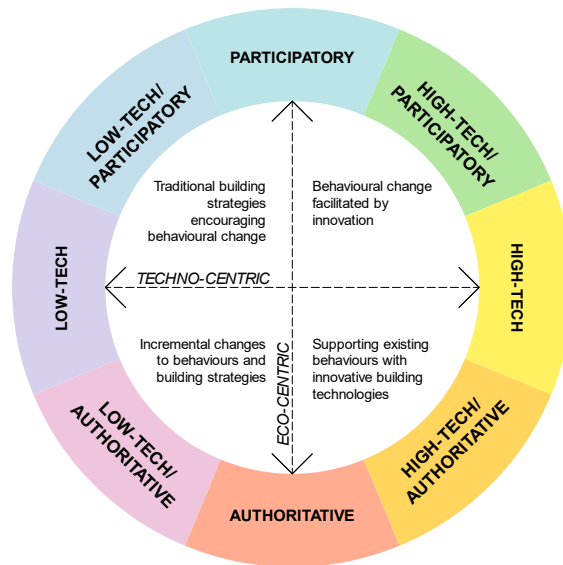 PARTICIPATORY
LOW-TECH/
PARTICIPATORY
HIGH-TECH/
PARTICIPATORY
Traditional building
strategies
encouraging
behavioural change
Behavioural change
facilitated by
innovation
LOW-TECH
TECHNO-CENTRIC
HIGH-TECH
Incremental changes
to behaviours and
building strategies
ECO-CENTRIC
Supporting existing
behaviours with
innovative building
technologies
LOW-TECH/
AUTHORITATIVE
HIGH-TECH/
AUTHORITATIVE
AUTHORITATIVE